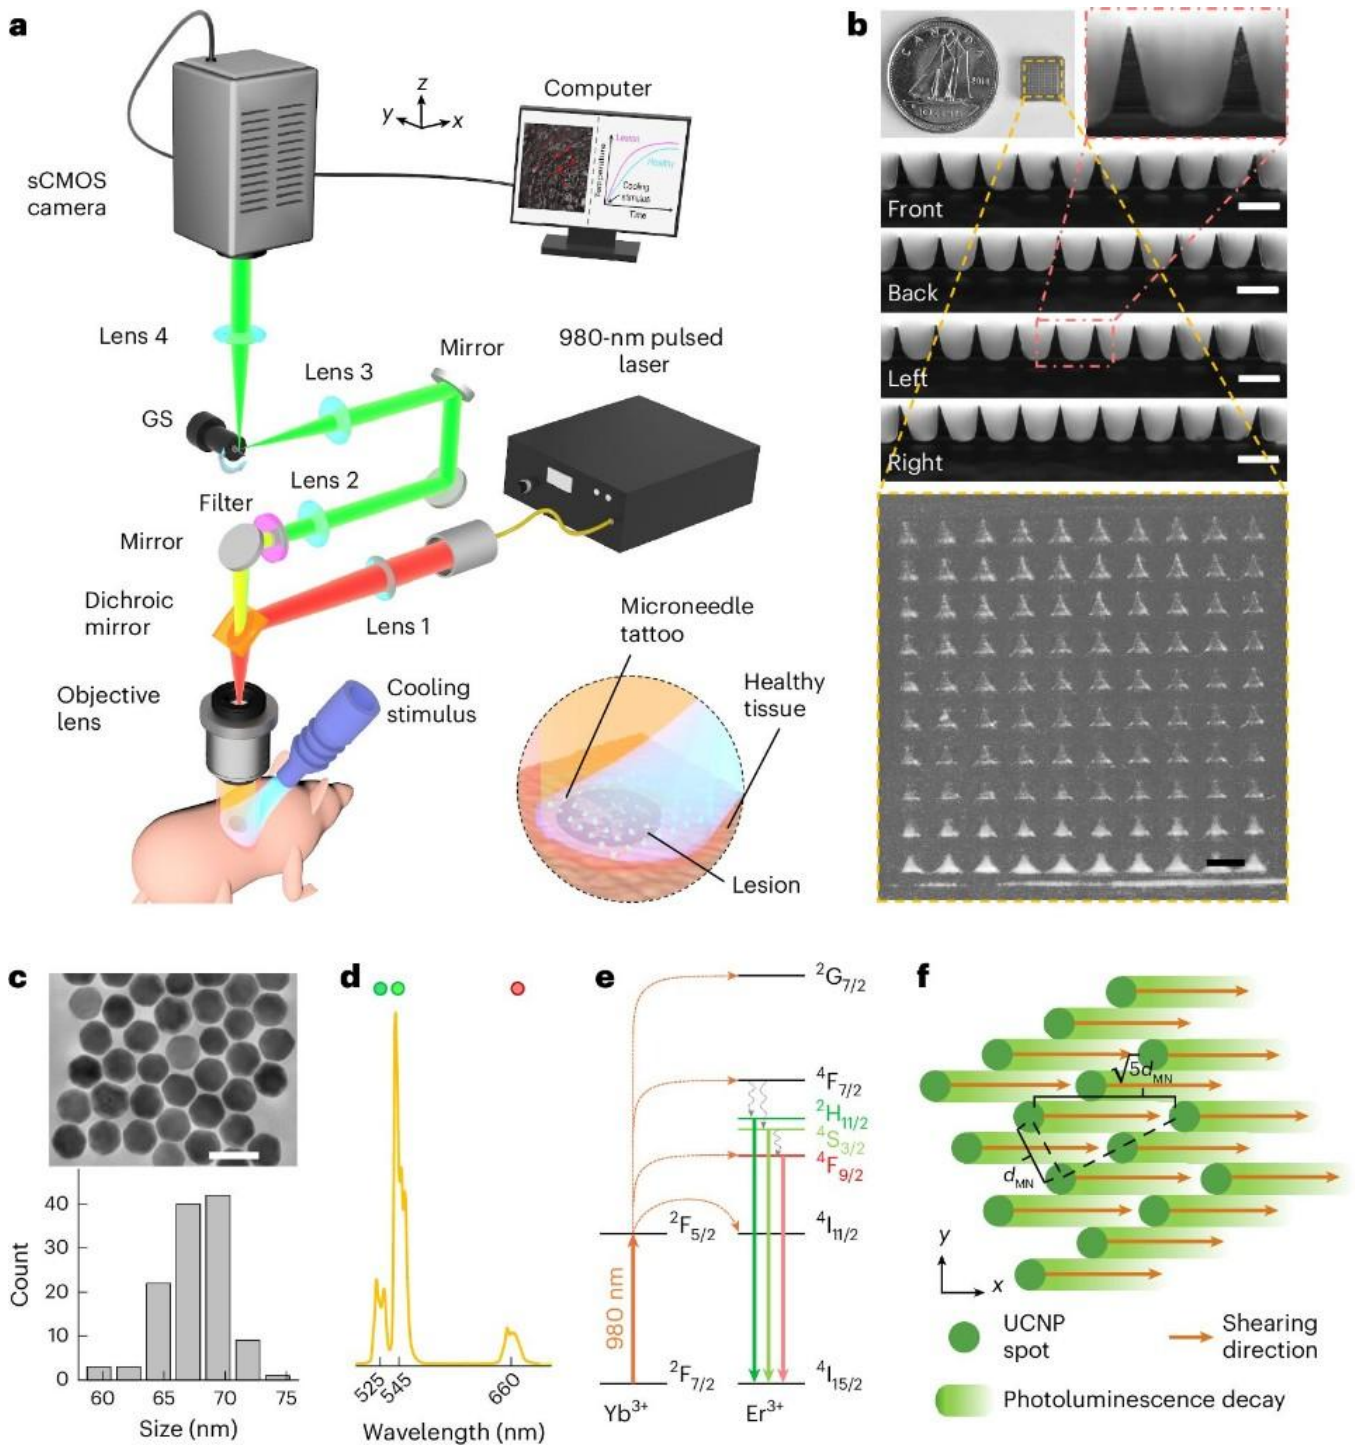 a
sCMOS
camera
z
y
x
Computer
Lesion
Healthy
Temperature
Cooling
stimulus
Time
Lens 4
Lens 3
Mirror
980-nm pulsed
laser
GS
Lens 2
Filter
Mirror
Dichroic
mirror
Lens 1
Objective
lens
Cooling
stimulus
Microneedle
tattoo
Healthy
tissue
Lesion
b
CANADA
Front
Back
Left
Right
c
Count
40
30
20
10
0
60
65
70
75
Size (nm)
d
525
545
660
Wavelength (nm)
e
²G₇/₂
⁴F₇/₂
²H₁₁/₂
⁴S₃/₂
⁴F₉/₂
²F₅/₂
⁴I₁₁/₂
980 nm
²F₇/₂
⁴I₁₅/₂
Yb³⁺
Er³⁺
f
√5d_MN
d_MN
y
x
UCNP
spot
Shearing
direction
Photoluminescence decay